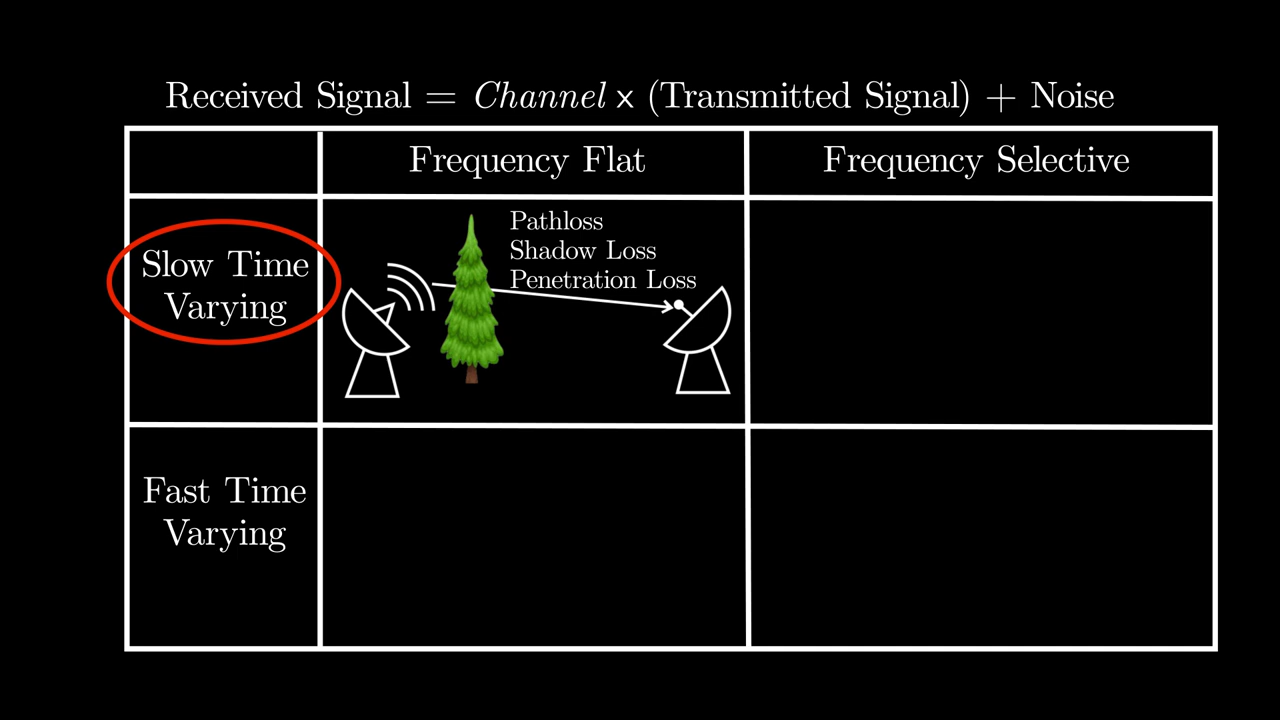 Received Signal = Channel x (Transmitted Signal) + Noise
Frequency Flat
Frequency Selective
Slow Time
Varying
Pathloss
Shadow Loss
Penetration Loss
Fast Time
Varying